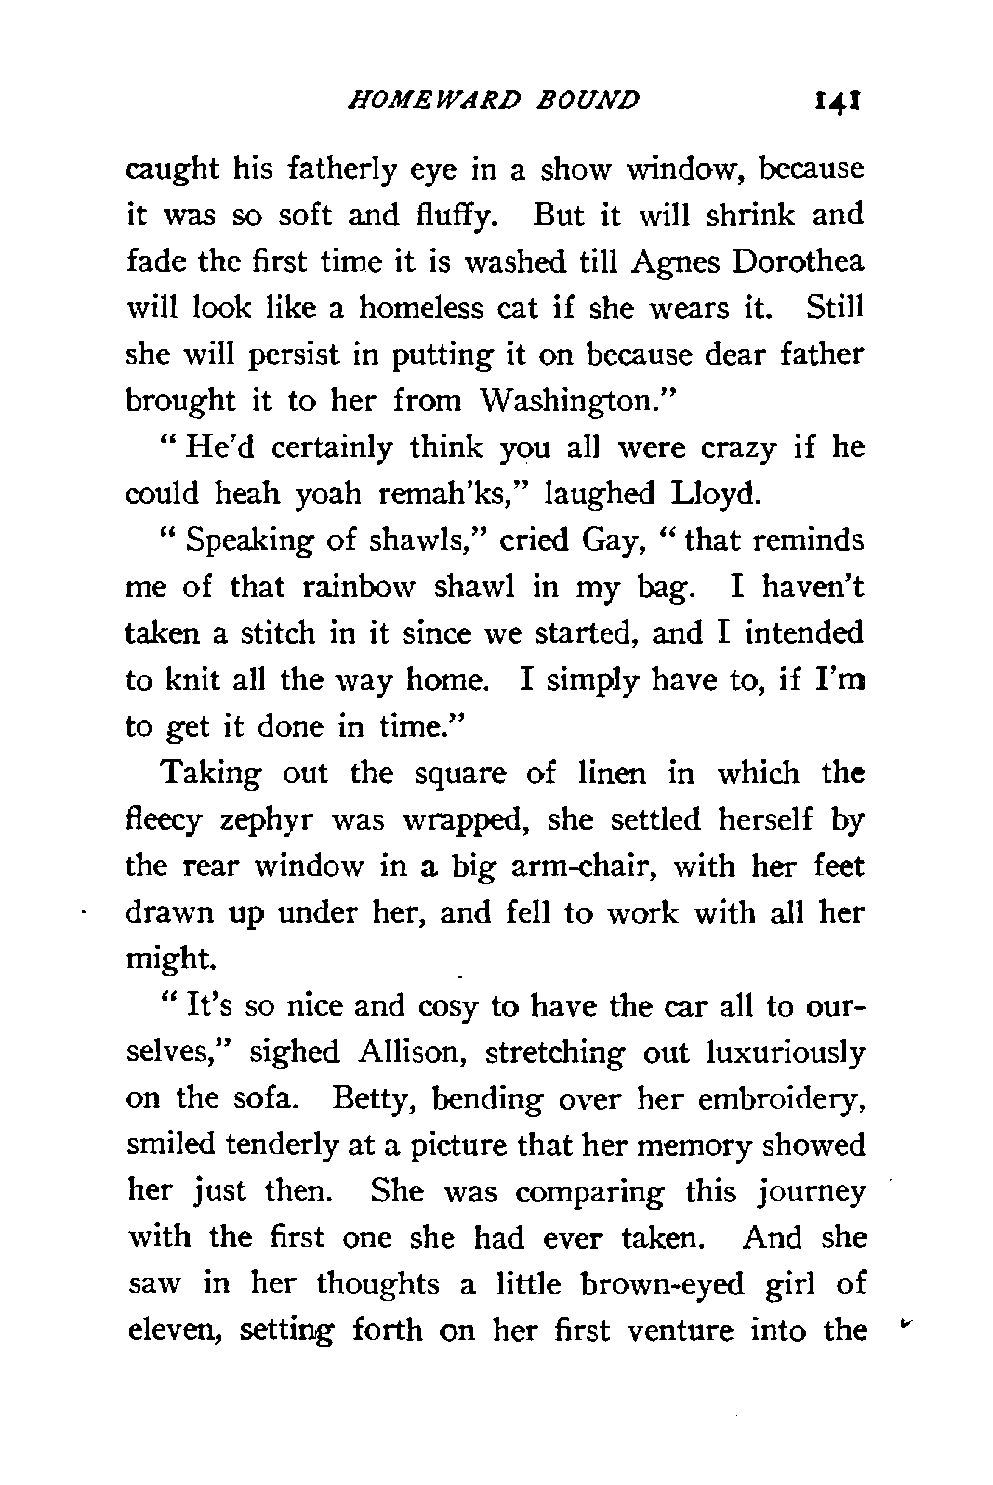 HOMEWARD BOUND 141
caught his fatherly eye in a show window, because
it was so soft and fluffy. But it will shrink and
fade the first time it is washed till Agnes Dorothea
will look like a homeless cat if she wears it. Still
she will persist in putting it on because dear father
brought it to her from Washington."
" He'd certainly think you all were crazy if he
could heah yoah remah'ks," laughed Lloyd.
" Speaking of shawls," cried Gay, " that reminds
me of that rainbow shawl in my bag. I haven't
taken a stitch in it since we started, and I intended
to knit all the way home. I simply have to, if I'm
to get it done in time."
Taking out the square of linen in which the
fleecy zephyr was wrapped, she settled herself by
the rear window in a big arm-chair, with her feet
drawn up under her, and fell to work with all her
might.
" It's so nice and cosy to have the car all to our-
selves," sighed Allison, stretching out luxuriously
on the sofa. Betty, bending over her embroidery,
smiled tenderly at a picture that her memory showed
her just then. She was comparing this journey
with the first one she had ever taken. And she
saw in her thoughts a little brown-eyed girl of
eleven, setting forth on her first venture into the